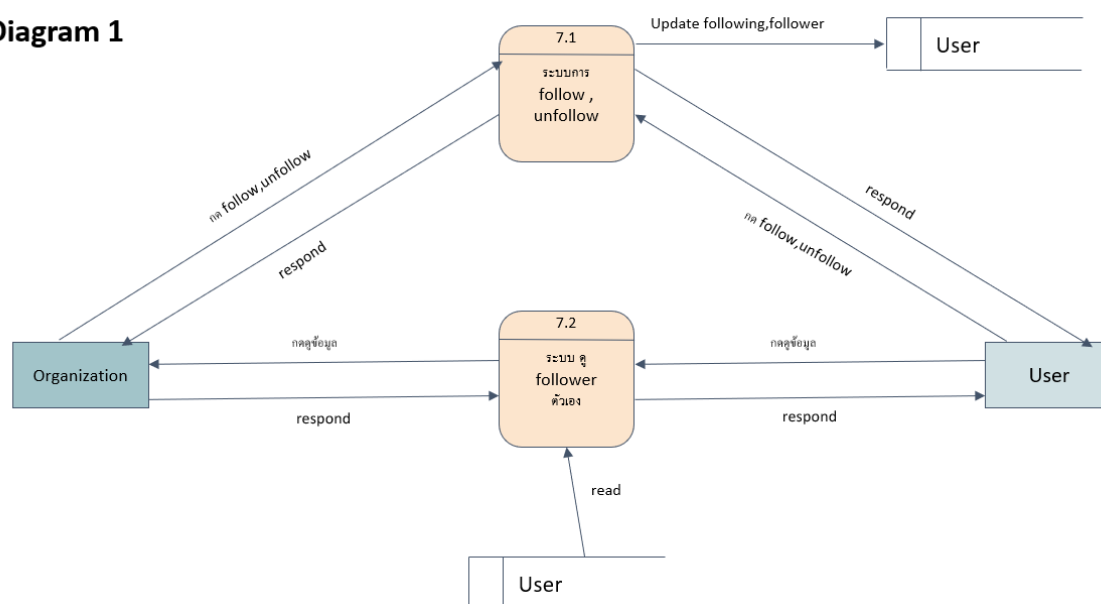 Diagram 1
Update following,follower
User
7.1
ระบบการ
follow ,
unfollow
กด follow,unfollow
respond
respond
กด follow,unfollow
Organization
กดดูข้อมูล
respond
7.2
ระบบ ดู
follower
ตัวเอง
กดดูข้อมูล
respond
User
read
User